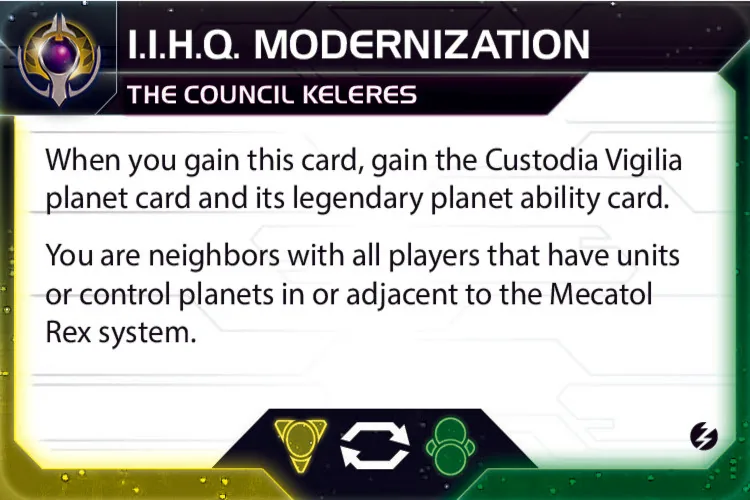 I.I.H.Q. MODERNIZATION
THE COUNCIL KELERES
When you gain this card, gain the Custodia Vigilia
planet card and its legendary planet ability card.
You are neighbors with all players that have units
or control planets in or adjacent to the Mecatol
Rex system.